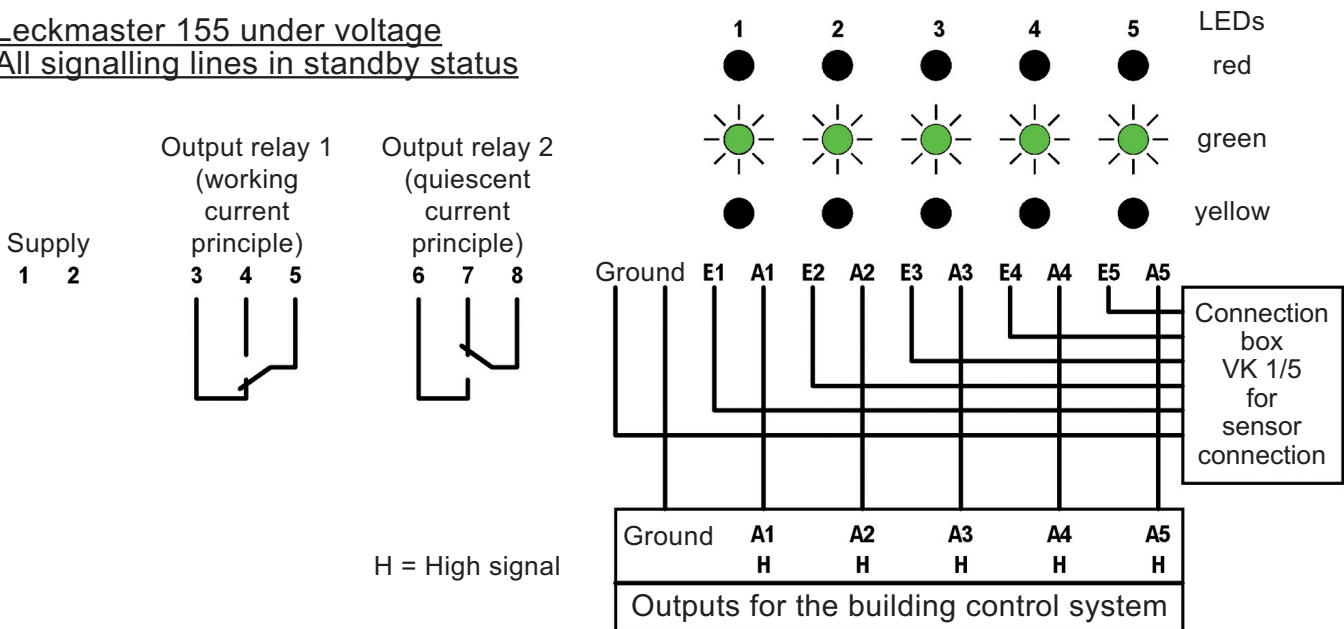 Leckmaster 155 under voltage
All signalling lines in standby status
1 2 3 4 5 LEDs
red
green
yellow
Output relay 1
(working
current
principle)
Output relay 2
(quiescent
current
principle)
Supply
1 2
3 4 5
6 7 8
Ground E1 A1 E2 A2 E3 A3 E4 A4 E5 A5
Connection
box
VK 1/5
for
sensor
connection
Ground A1 A2 A3 A4 A5
H H H H H
H = High signal
Outputs for the building control system